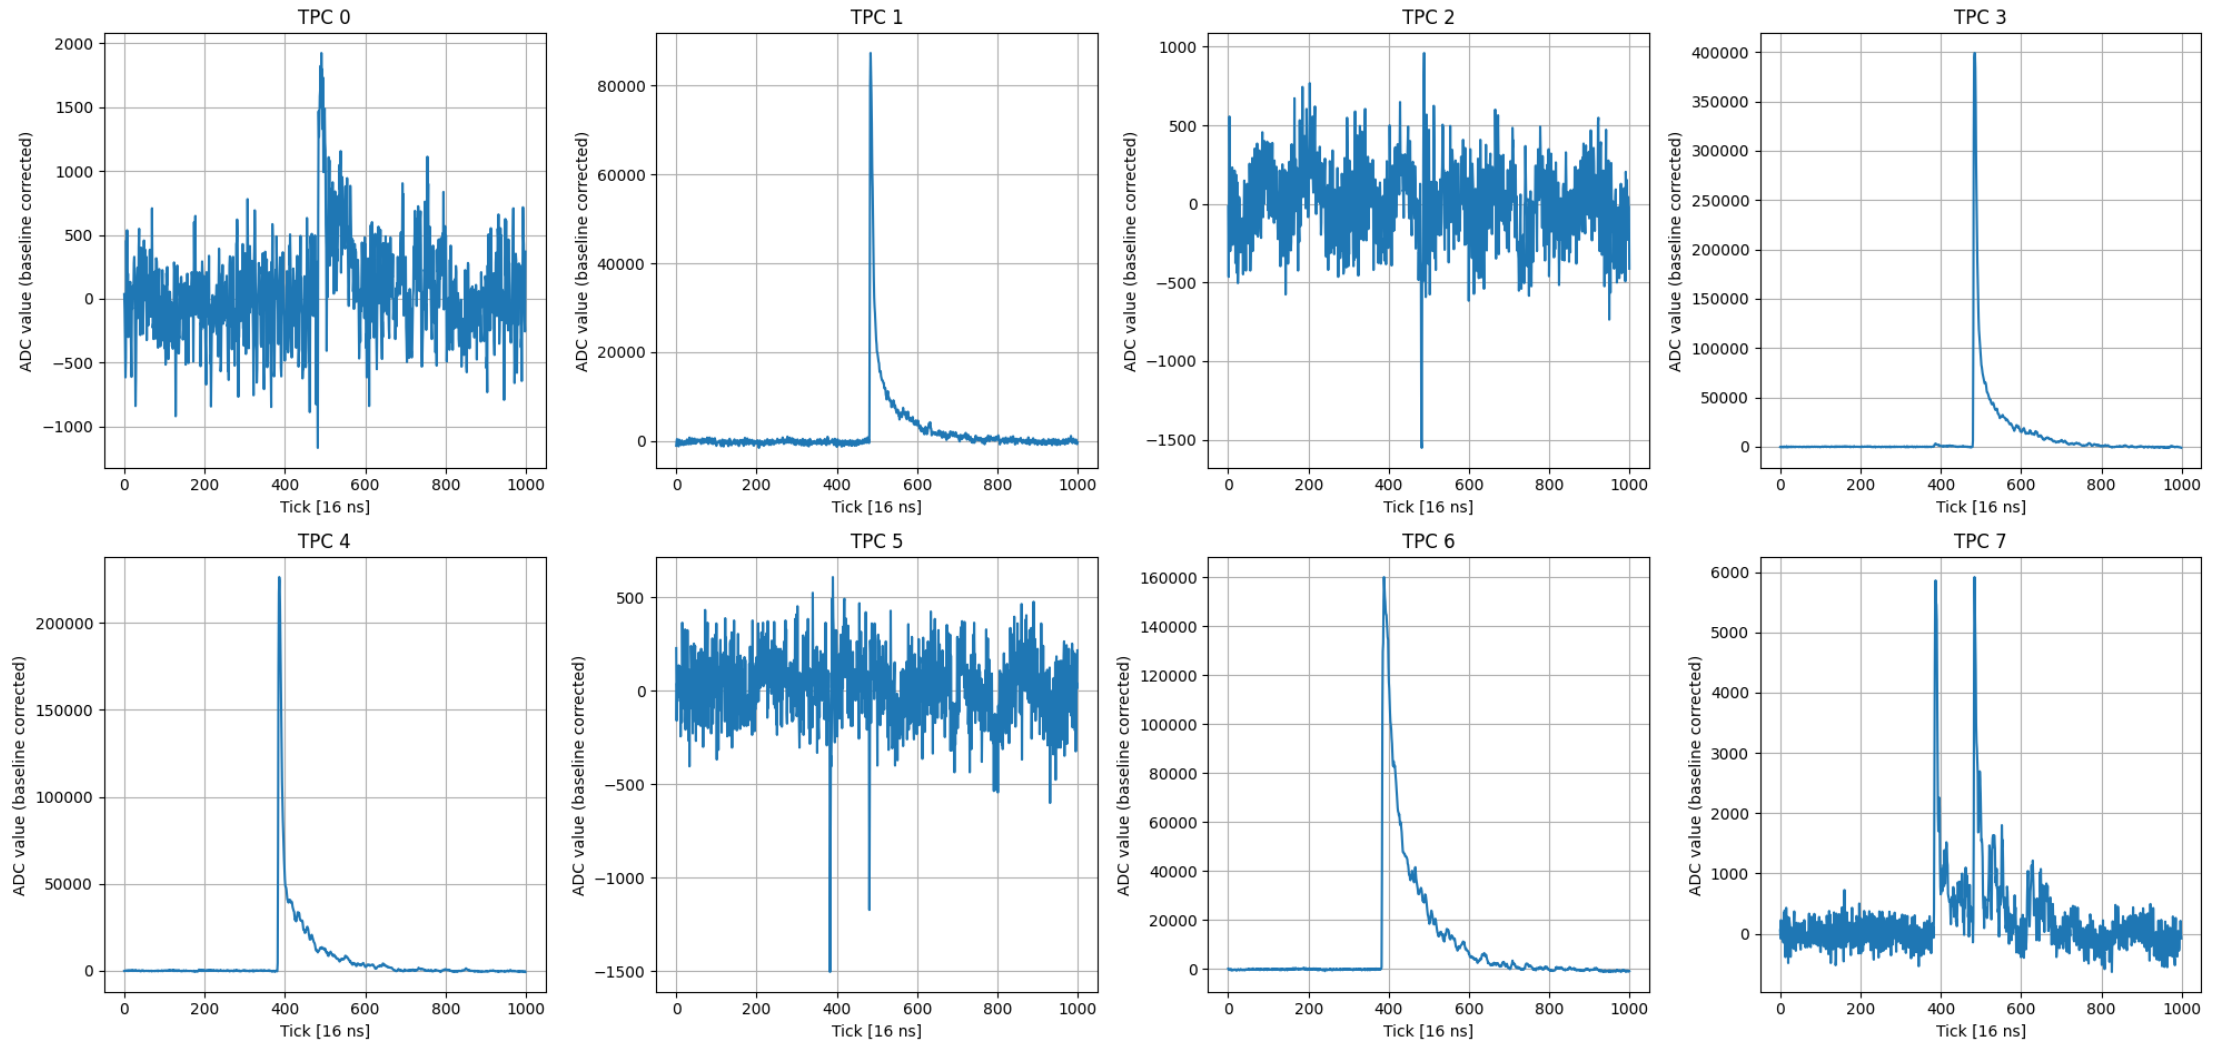 TPC 0
ADC value (baseline corrected)
2000
1500
1000
500
0
−500
−1000
0 200 400 600 800 1000
Tick [16 ns]
TPC 1
ADC value (baseline corrected)
80000
60000
40000
20000
0
0 200 400 600 800 1000
Tick [16 ns]
TPC 2
ADC value (baseline corrected)
1000
500
0
−500
−1000
−1500
0 200 400 600 800 1000
Tick [16 ns]
TPC 3
ADC value (baseline corrected)
400000
350000
300000
250000
200000
150000
100000
50000
0
0 200 400 600 800 1000
Tick [16 ns]
TPC 4
ADC value (baseline corrected)
200000
150000
100000
50000
0
0 200 400 600 800 1000
Tick [16 ns]
TPC 5
ADC value (baseline corrected)
500
0
−500
−1000
−1500
0 200 400 600 800 1000
Tick [16 ns]
TPC 6
ADC value (baseline corrected)
160000
140000
120000
100000
80000
60000
40000
20000
0
0 200 400 600 800 1000
Tick [16 ns]
TPC 7
ADC value (baseline corrected)
6000
5000
4000
3000
2000
1000
0
0 200 400 600 800 1000
Tick [16 ns]